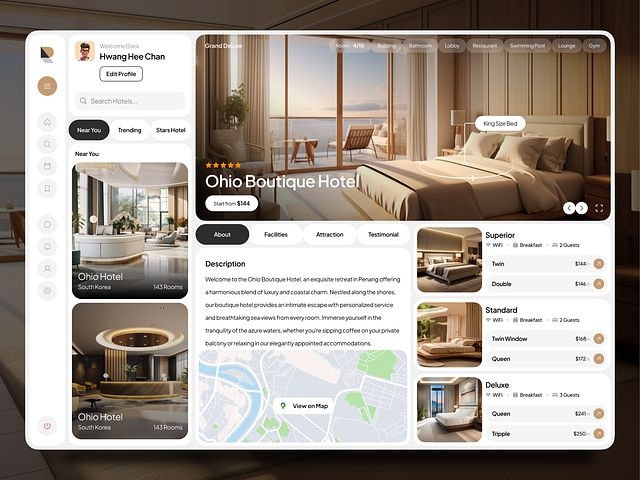 Welcome Back
Hwang Hee Chan
Edit Profile
Search Hotels...
Near You
Trending
Stars Hotel
Near You
Ohio Hotel
South Korea
143 Rooms
Ohio Hotel
South Korea
143 Rooms
Grand Deluxe
Room 4/10
Building
Bathroom
Lobby
Restaurant
Swimming Pool
Lounge
Gym
King Size Bed
Ohio Boutique Hotel
Start from $144
About
Facilities
Attraction
Testimonial
Description
Welcome to the Ohio Boutique Hotel, an exquisite retreat in Penang offering
a harmonious blend of luxury and coastal charm. Nestled along the shores,
our boutique hotel provides an intimate escape with personalized service
and breathtaking sea views from every room. Immerse yourself in the
tranquility of the azure waters, whether you're sipping coffee on your private
balcony or relaxing in our elegantly appointed accommodations.
View on Map
Superior
WiFi
Breakfast
2 Guests
Twin
$144
Double
$146
Standard
WiFi
Breakfast
2 Guests
Twin Window
$168
Queen
$172
Deluxe
WiFi
Breakfast
3 Guests
Queen
$241
Tripple
$250